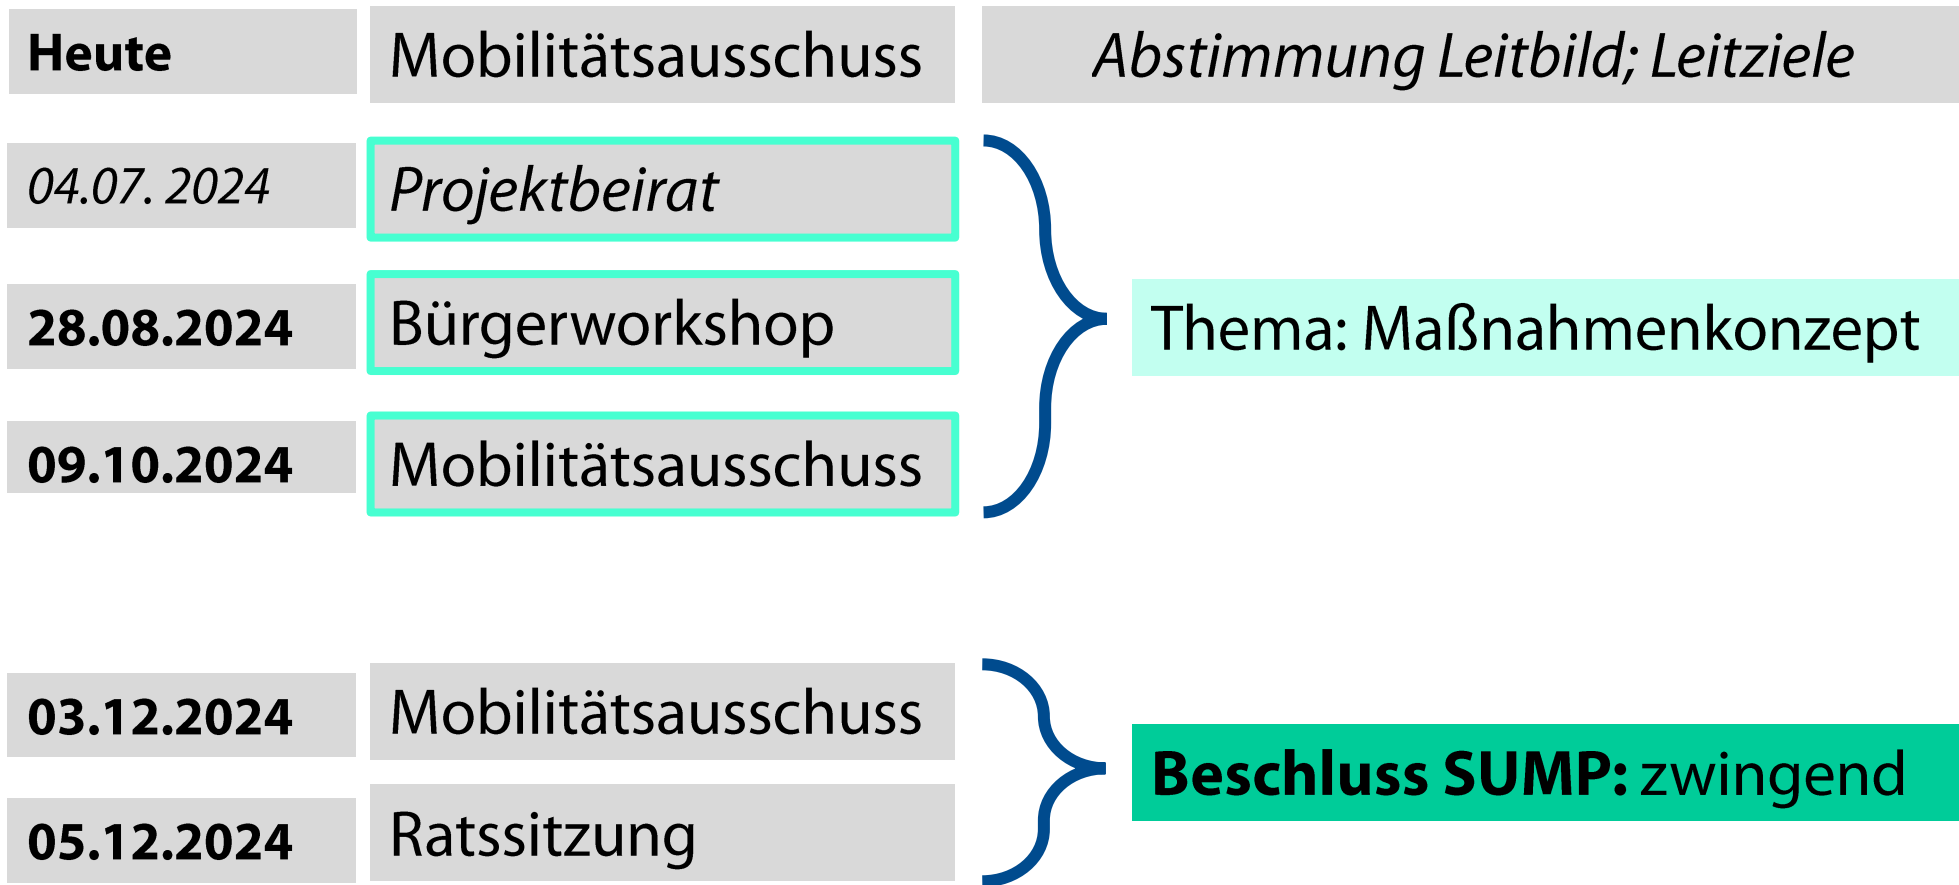 Heute Mobilitätsausschuss Abstimmung Leitbild; Leitziele
04.07. 2024 Projektbeirat
28.08.2024 Bürgerworkshop Thema: Maßnahmenkonzept
09.10.2024 Mobilitätsausschuss
03.12.2024 Mobilitätsausschuss
Beschluss SUMP: zwingend
05.12.2024 Ratssitzung